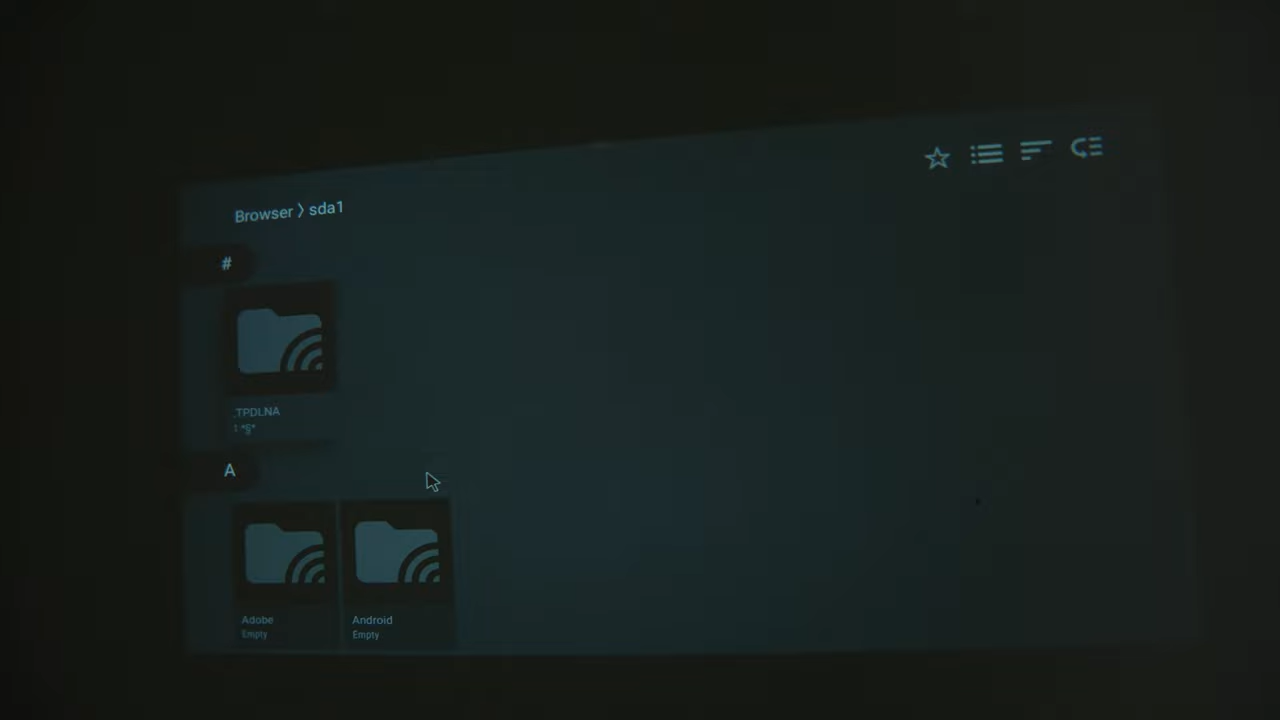 Browser 〉sda1
#
.TPDLNA
A
Adobe
Android
Empty
Empty